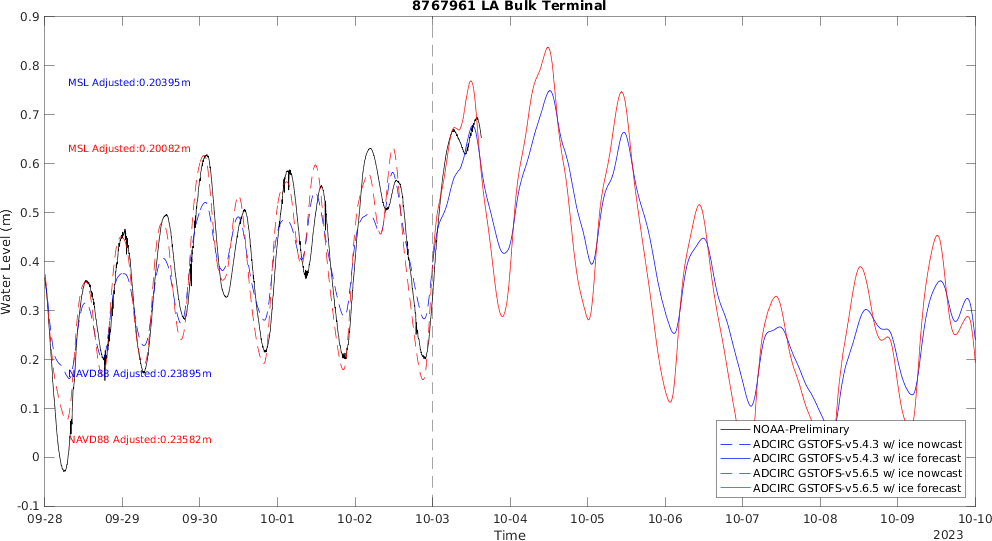 8767961 LA Bulk Terminal
0.9
0.8
0.7
0.6
0.5
0.4
0.3
0.2
0.1
0
-0.1
Water Level (m)
MSL Adjusted:0.20395m
MSL Adjusted:0.20082m
NAVD88 Adjusted:0.23895m
NAVD88 Adjusted:0.23582m
NOAA-Preliminary
ADCIRC GSTOFS-v5.4.3 w/ ice nowcast
ADCIRC GSTOFS-v5.4.3 w/ ice forecast
ADCIRC GSTOFS-v5.6.5 w/ ice nowcast
ADCIRC GSTOFS-v5.6.5 w/ ice forecast
09-28 09-29 09-30 10-01 10-02 10-03 10-04 10-05 10-06 10-07 10-08 10-09 10-10
Time
2023